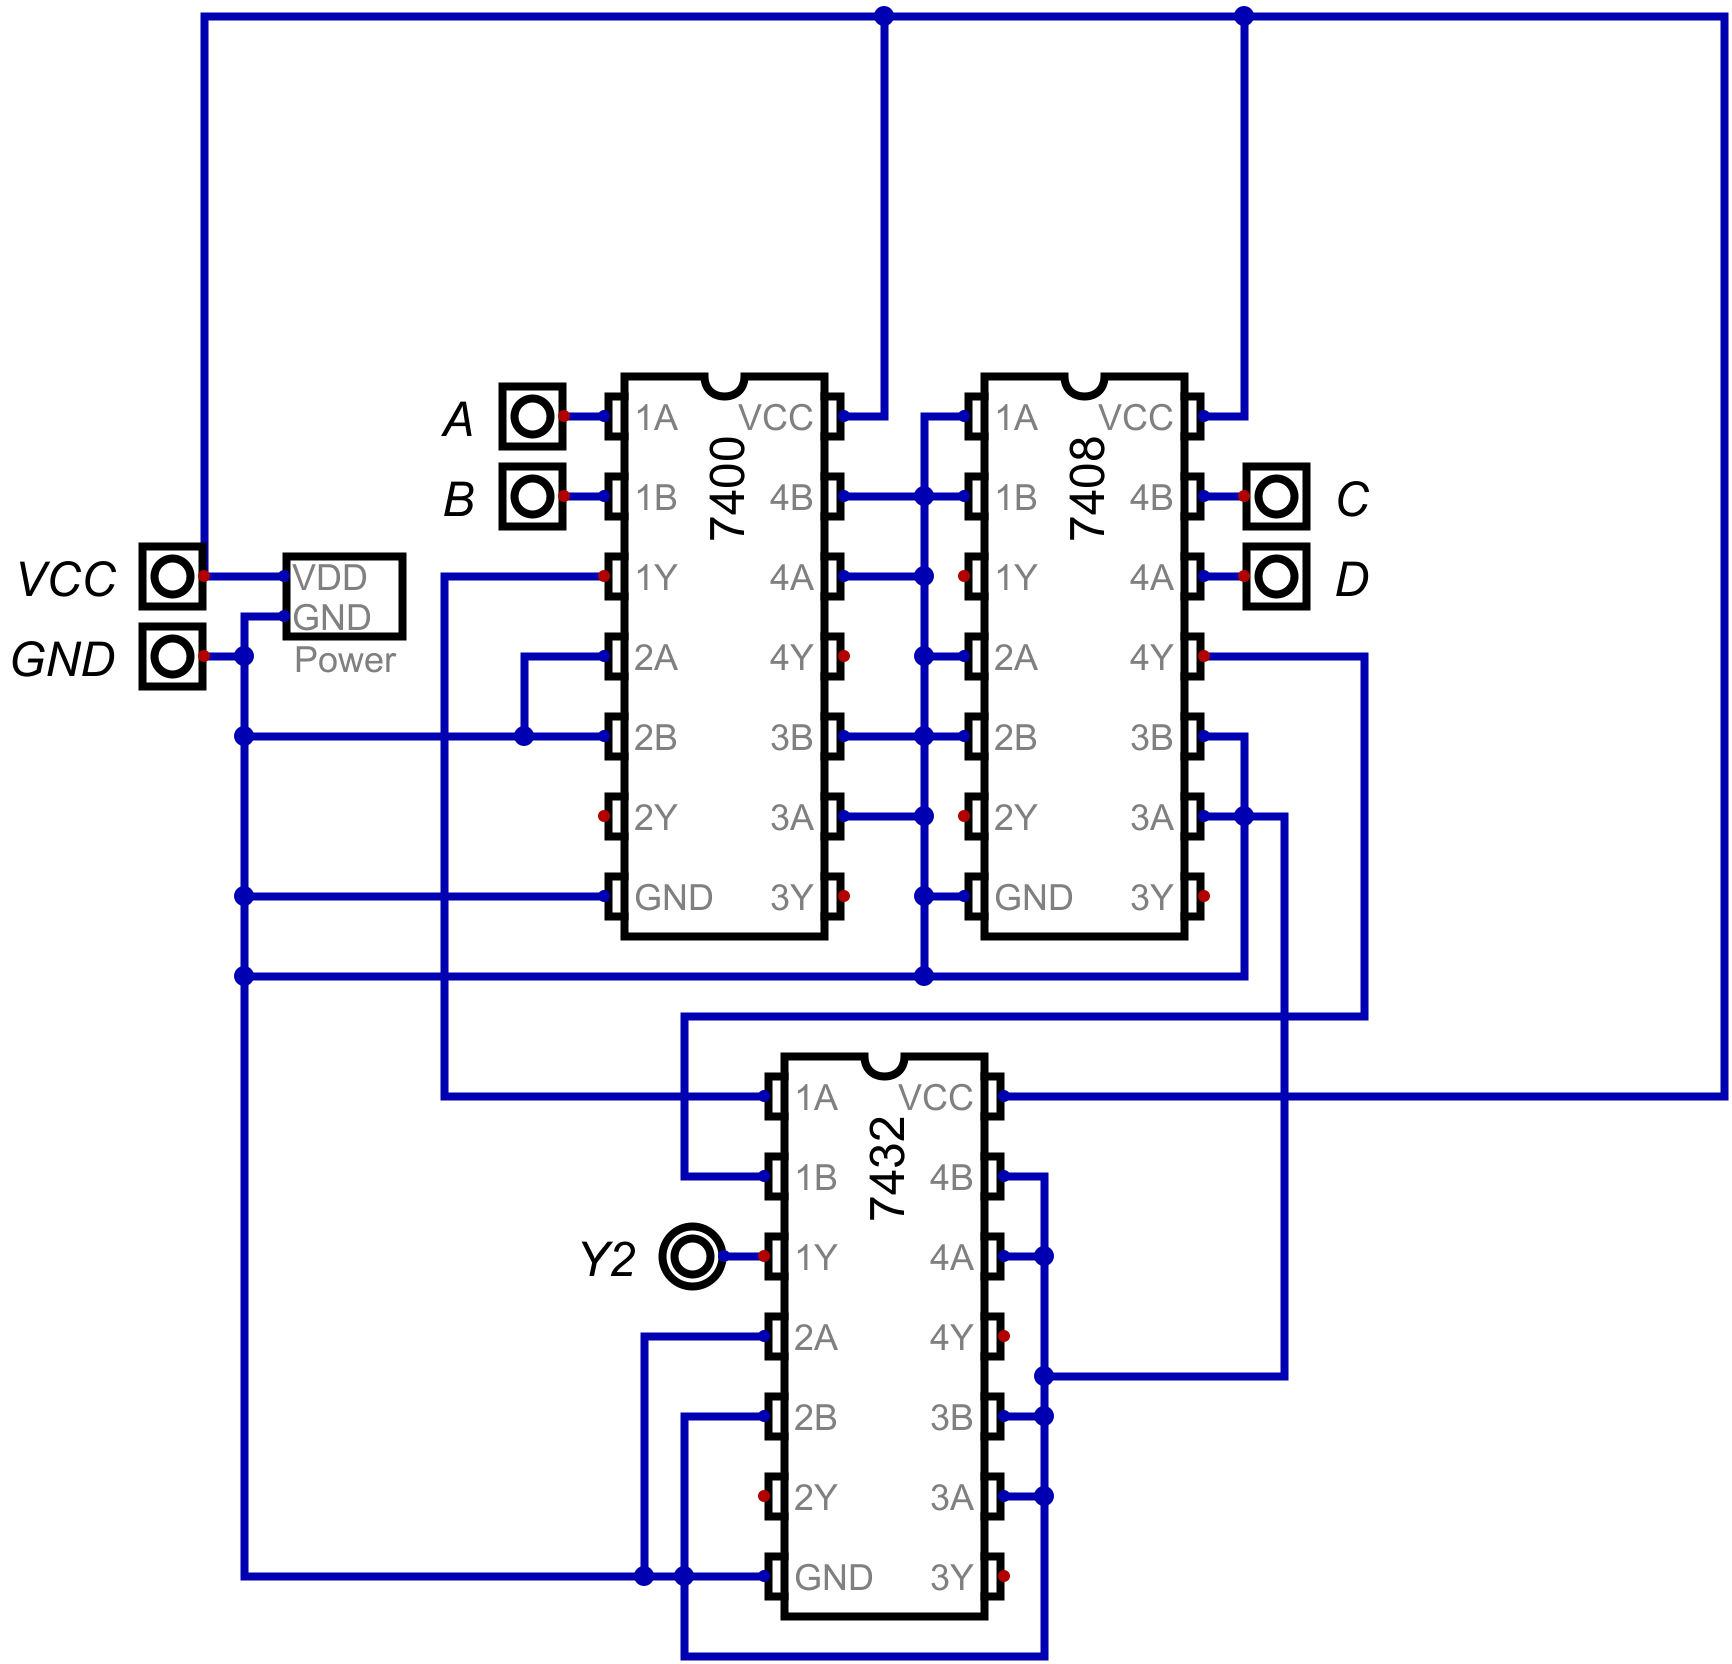 A
B
VCC
GND
VDD
GND
Power
1A VCC
1B 4B
1Y 4A
2A 4Y
2B 3B
2Y 3A
GND 3Y
7400
1A VCC
1B 4B
1Y 4A
2A 4Y
2B 3B
2Y 3A
GND 3Y
7408
C
D
1A VCC
1B 4B
1Y 4A
2A 4Y
2B 3B
2Y 3A
GND 3Y
7432
Y2